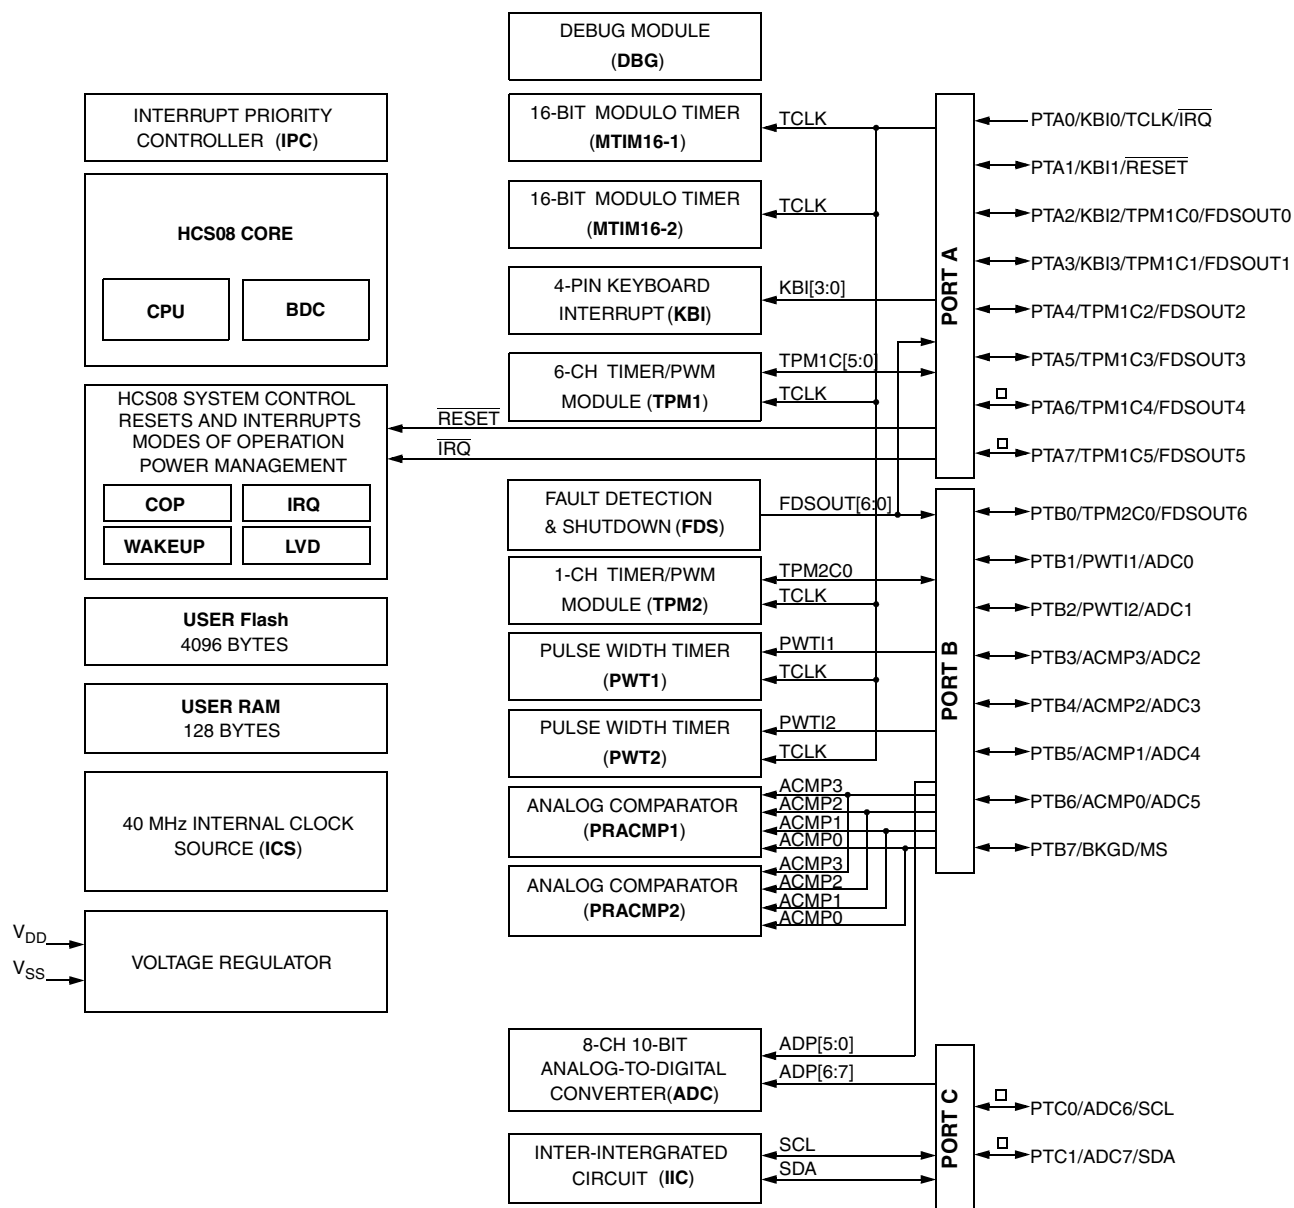 DEBUG MODULE
(DBG)
INTERRUPT PRIORITY
CONTROLLER (IPC)
HCS08 CORE
CPU
BDC
HCS08 SYSTEM CONTROL
RESETS AND INTERRUPTS
MODES OF OPERATION
POWER MANAGEMENT
COP
IRQ
WAKEUP
LVD
USER Flash
4096 BYTES
USER RAM
128 BYTES
40 MHz INTERNAL CLOCK
SOURCE (ICS)
VDD
VSS
VOLTAGE REGULATOR
16-BIT MODULO TIMER
(MTIM16-1)
TCLK
16-BIT MODULO TIMER
(MTIM16-2)
TCLK
4-PIN KEYBOARD
INTERRUPT (KBI)
KBI[3:0]
6-CH TIMER/PWM
MODULE (TPM1)
TPM1C[5:0]
TCLK
RESET
IRQ
FAULT DETECTION
& SHUTDOWN (FDS)
FDSOUT[6:0]
1-CH TIMER/PWM
MODULE (TPM2)
TPM2C0
TCLK
PULSE WIDTH TIMER
(PWT1)
PWTI1
TCLK
PULSE WIDTH TIMER
(PWT2)
PWTI2
TCLK
ANALOG COMPARATOR
(PRACMP1)
ACMP3
ACMP2
ACMP1
ACMP0
ANALOG COMPARATOR
(PRACMP2)
ACMP3
ACMP2
ACMP1
ACMP0
8-CH 10-BIT
ANALOG-TO-DIGITAL
CONVERTER(ADC)
ADP[5:0]
ADP[6:7]
INTER-INTERGRATED
CIRCUIT (IIC)
SCL
SDA
PORT A
PTA0/KBI0/TCLK/IRQ
PTA1/KBI1/RESET
PTA2/KBI2/TPM1C0/FDSOUT0
PTA3/KBI3/TPM1C1/FDSOUT1
PTA4/TPM1C2/FDSOUT2
PTA5/TPM1C3/FDSOUT3
PTA6/TPM1C4/FDSOUT4
PTA7/TPM1C5/FDSOUT5
PORT B
PTB0/TPM2C0/FDSOUT6
PTB1/PWTI1/ADC0
PTB2/PWTI2/ADC1
PTB3/ACMP3/ADC2
PTB4/ACMP2/ADC3
PTB5/ACMP1/ADC4
PTB6/ACMP0/ADC5
PTB7/BKGD/MS
PORT C
PTC0/ADC6/SCL
PTC1/ADC7/SDA